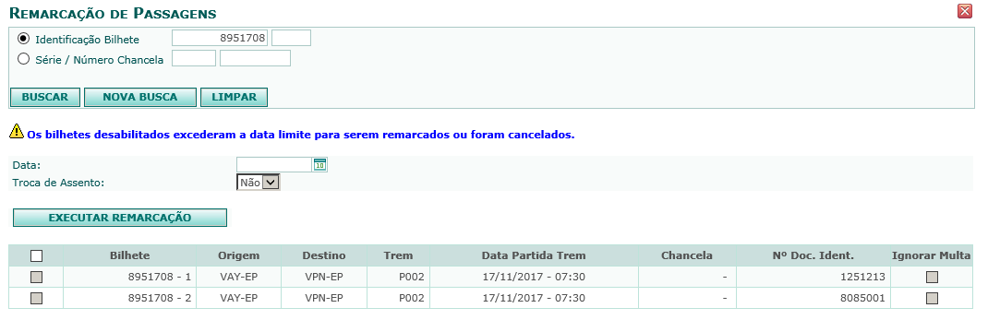 REMARCAÇÃO DE PASSAGENS
Identificação Bilhete 8951708
Série / Número Chancela
BUSCAR NOVA BUSCA LIMPAR
Os bilhetes desabilitados excederam a data limite para serem remarcados ou foram cancelados.
Data: 10
Troca de Assento: Não
EXECUTAR REMARCAÇÃO
Bilhete Origem Destino Trem Data Partida Trem Chancela Nº Doc. Ident. Ignorar Multa
8951708 - 1 VAY-EP VPN-EP P002 17/11/2017 - 07:30 - 1251213
8951708 - 2 VAY-EP VPN-EP P002 17/11/2017 - 07:30 - 8085001